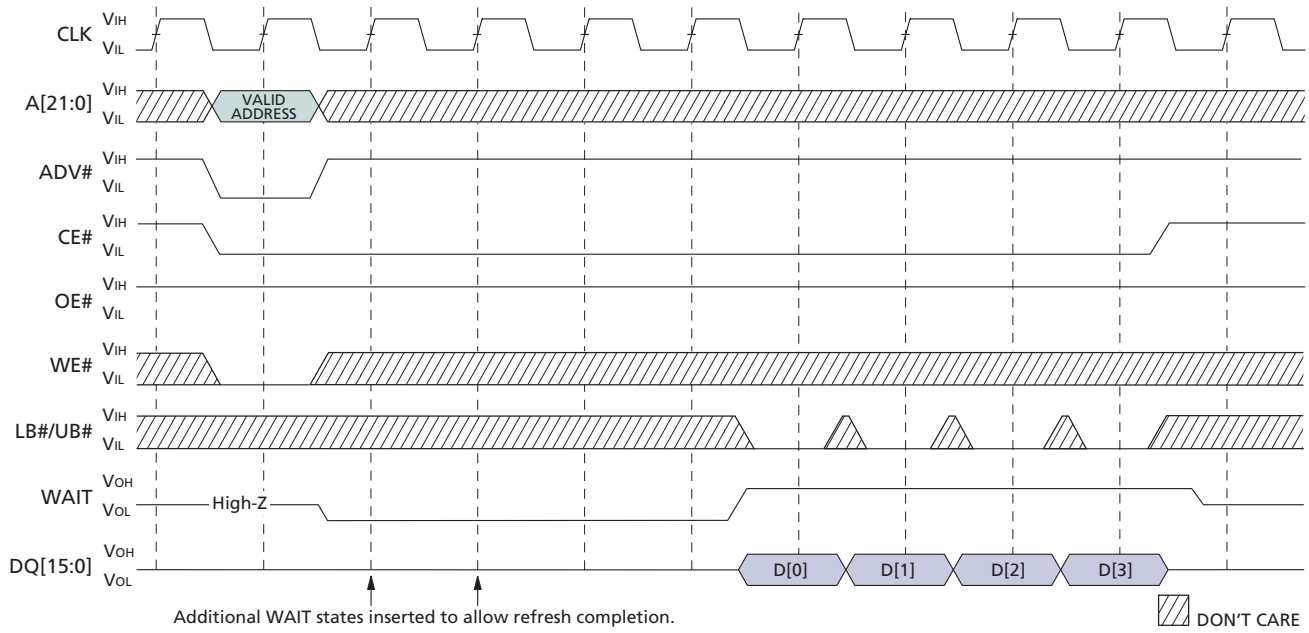 CLK VIH
VIL
A[21:0] VIH
VIL
VALID
ADDRESS
ADV# VIH
VIL
CE# VIH
VIL
OE# VIH
VIL
WE# VIH
VIL
LB#/UB# VIH
VIL
WAIT VOH
VOL
High-Z
DQ[15:0] VOH
VOL
D[0] D[1] D[2] D[3]
Additional WAIT states inserted to allow refresh completion.
DON'T CARE